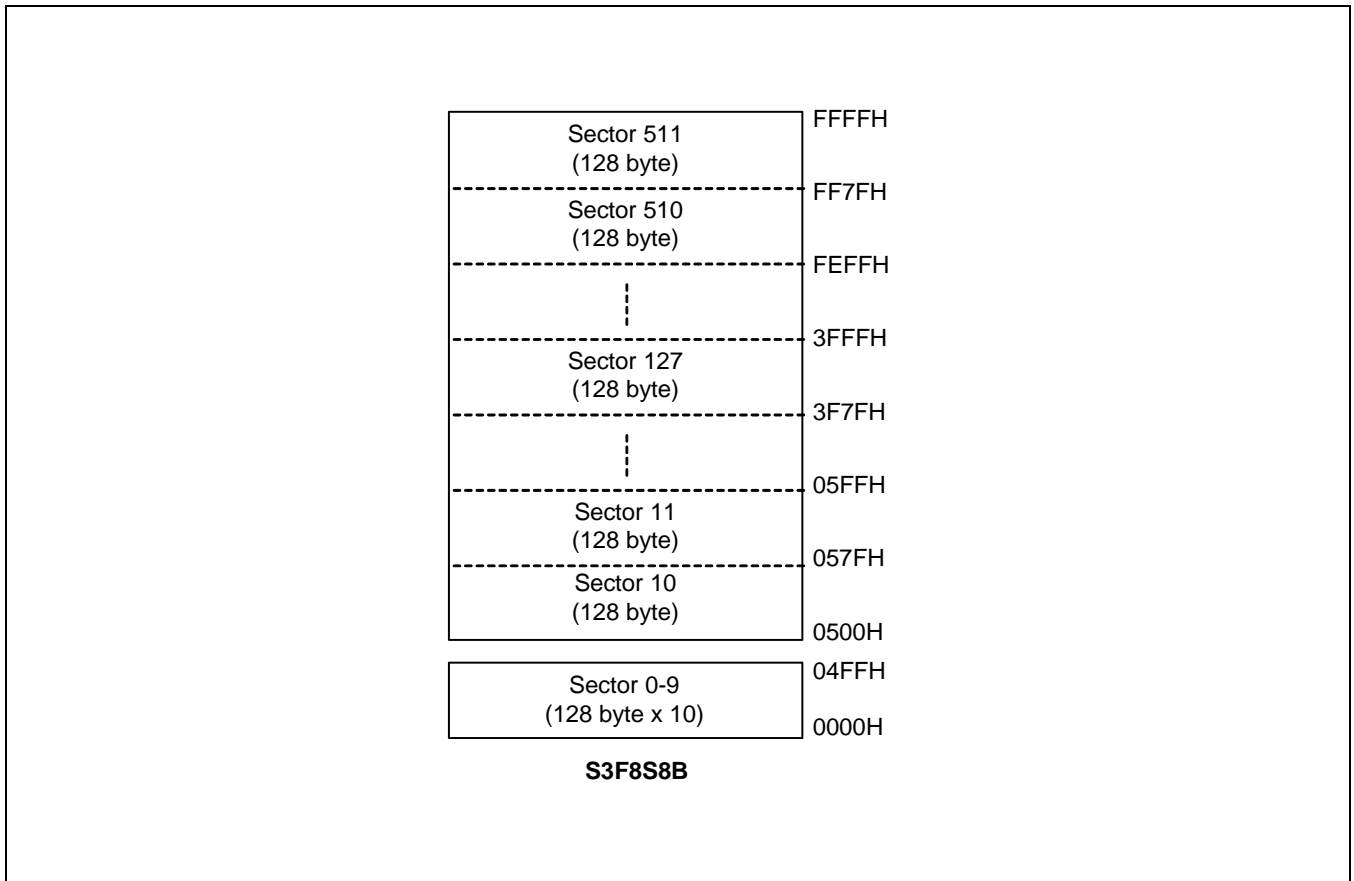 FFFFH
Sector 511
(128 byte)
FF7FH
Sector 510
(128 byte)
FEFFH
3FFFH
Sector 127
(128 byte)
3F7FH
05FFH
Sector 11
(128 byte)
057FH
Sector 10
(128 byte)
0500H
04FFH
Sector 0-9
(128 byte x 10)
0000H
S3F8S8B